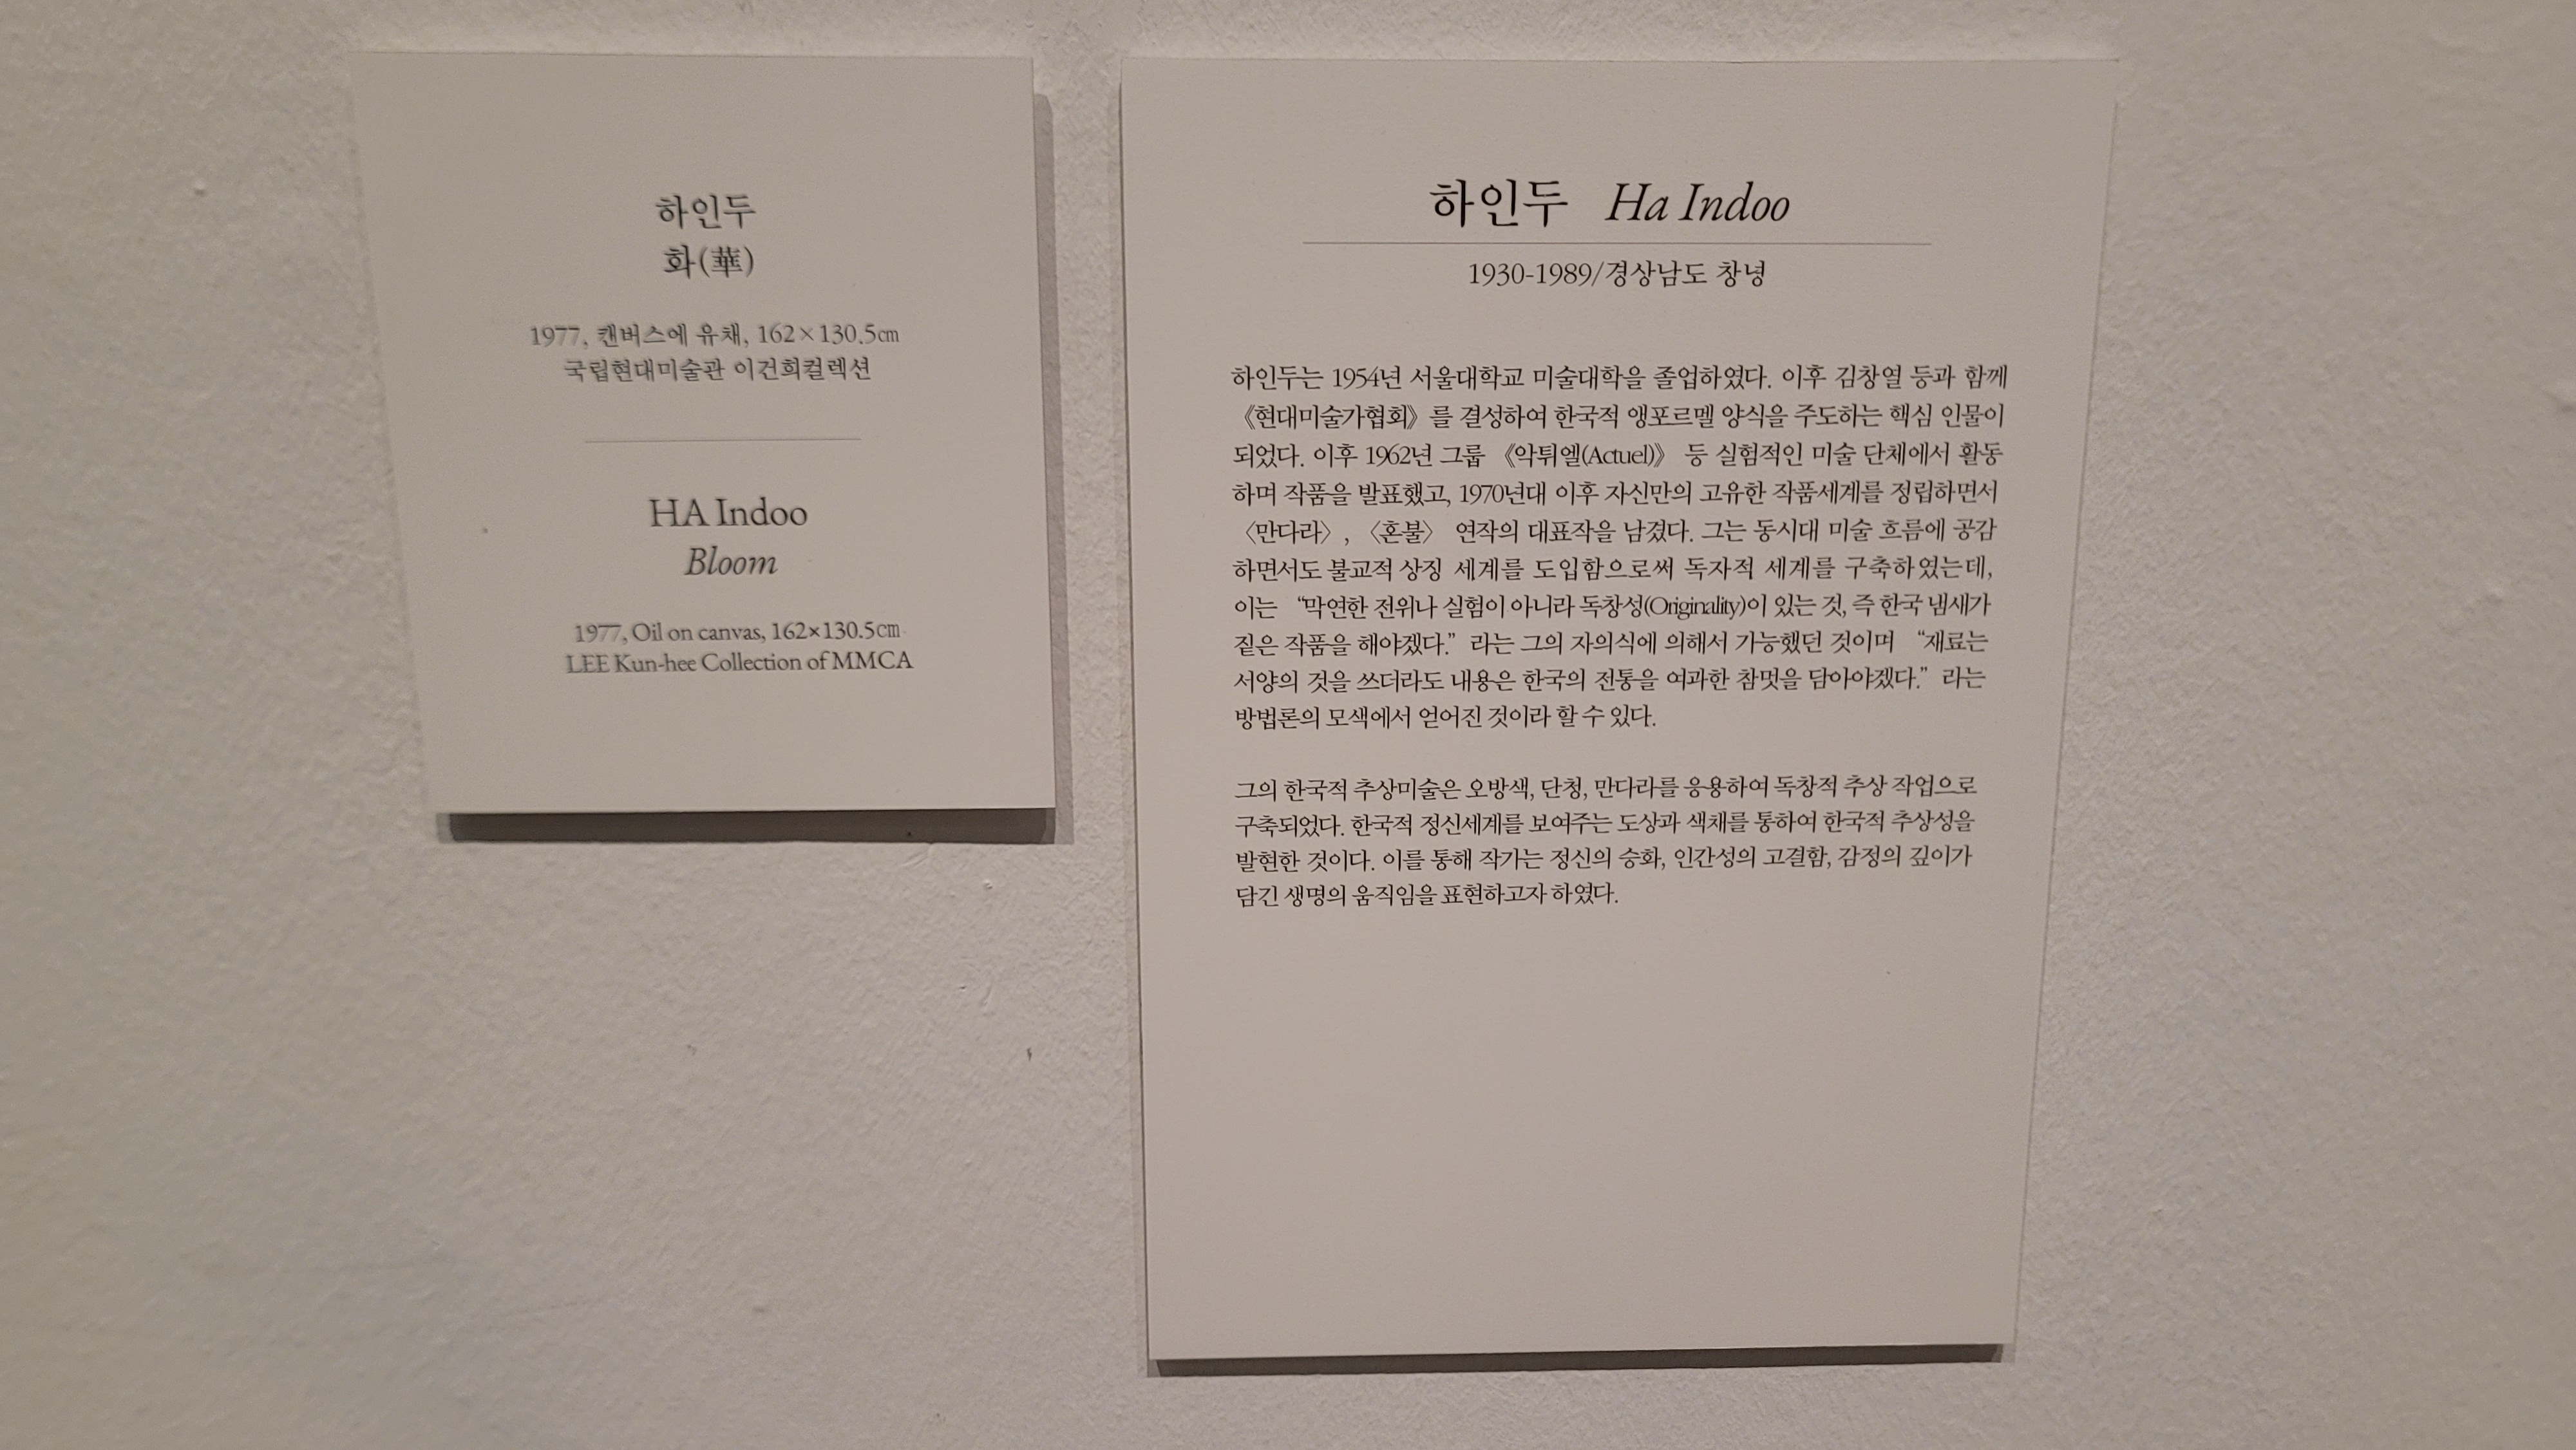 하인두
화(華)
1977, 캔버스에 유채, 162×130.5㎝
국립현대미술관 이건희컬렉션
HA Indoo
Bloom
1977, Oil on canvas, 162×130.5㎝
LEE Kun-hee Collection of MMCA
하인두 Ha Indoo
1930-1989/경상남도 창녕
하인두는 1954년 서울대학교 미술대학을 졸업하였다. 이후 김창열 등과 함께
《현대미술가협회》를 결성하여 한국적 앵포르멜 양식을 주도하는 핵심 인물이
되었다. 이후 1962년 그룹 《악튀엘(Actuel)》 등 실험적인 미술 단체에서 활동
하며 작품을 발표했고, 1970년대 이후 자신만의 고유한 작품세계를 정립하면서
〈만다라〉, 〈혼불〉 연작의 대표작을 남겼다. 그는 동시대 미술 흐름에 공감
하면서도 불교적 상징 세계를 도입함으로써 독자적 세계를 구축하였는데,
이는 “막연한 전위나 실험이 아니라 독창성(Originality)이 있는 것, 즉 한국 냄새가
짙은 작품을 해야겠다.” 라는 그의 자의식에 의해서 가능했던 것이며 “재료는
서양의 것을 쓰더라도 내용은 한국의 전통을 여과한 참멋을 담아야겠다.” 라는
방법론의 모색에서 얻어진 것이라 할 수 있다.
그의 한국적 추상미술은 오방색, 단청, 만다라를 응용하여 독창적 추상 작업으로
구축되었다. 한국적 정신세계를 보여주는 도상과 색채를 통하여 한국적 추상성을
발현한 것이다. 이를 통해 작가는 정신의 승화, 인간성의 고결함, 감정의 깊이가
담긴 생명의 움직임을 표현하고자 하였다.